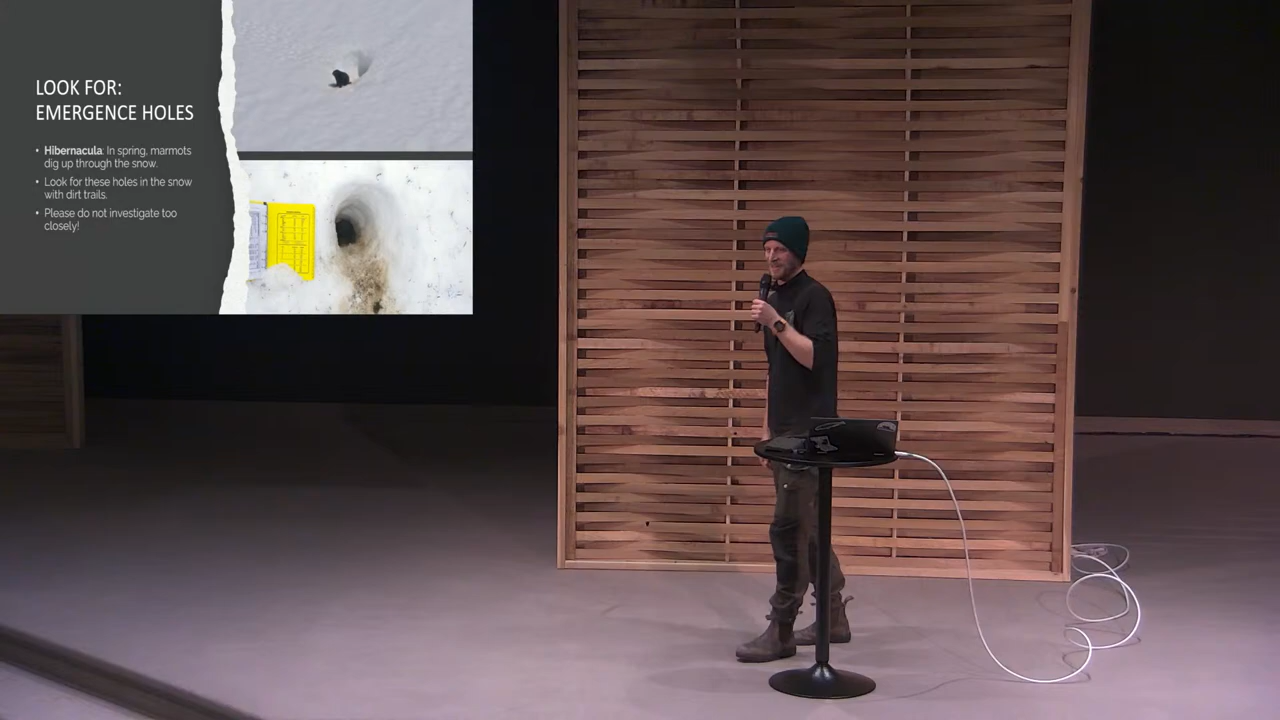 LOOK FOR:
EMERGENCE HOLES
• Hibernacula: In spring, marmots
dig up through the snow.
• Look for these holes in the snow
with dirt trails.
• Please do not investigate too
closely!